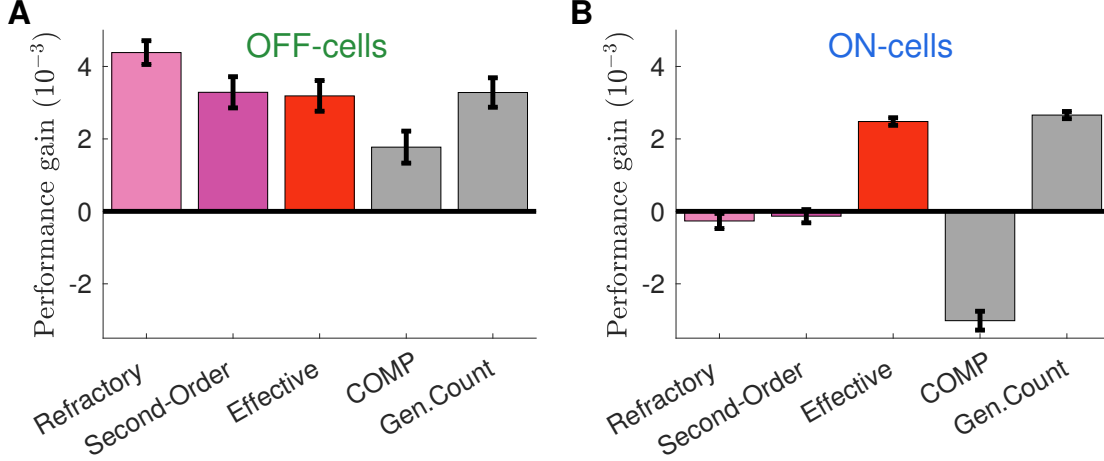 A
OFF-cells
Performance gain (10⁻³)
4
2
0
-2
Refractory
Second-Order
Effective
COMP
Gen.Count
B
ON-cells
Performance gain (10⁻³)
4
2
0
-2
Refractory
Second-Order
Effective
COMP
Gen.Count